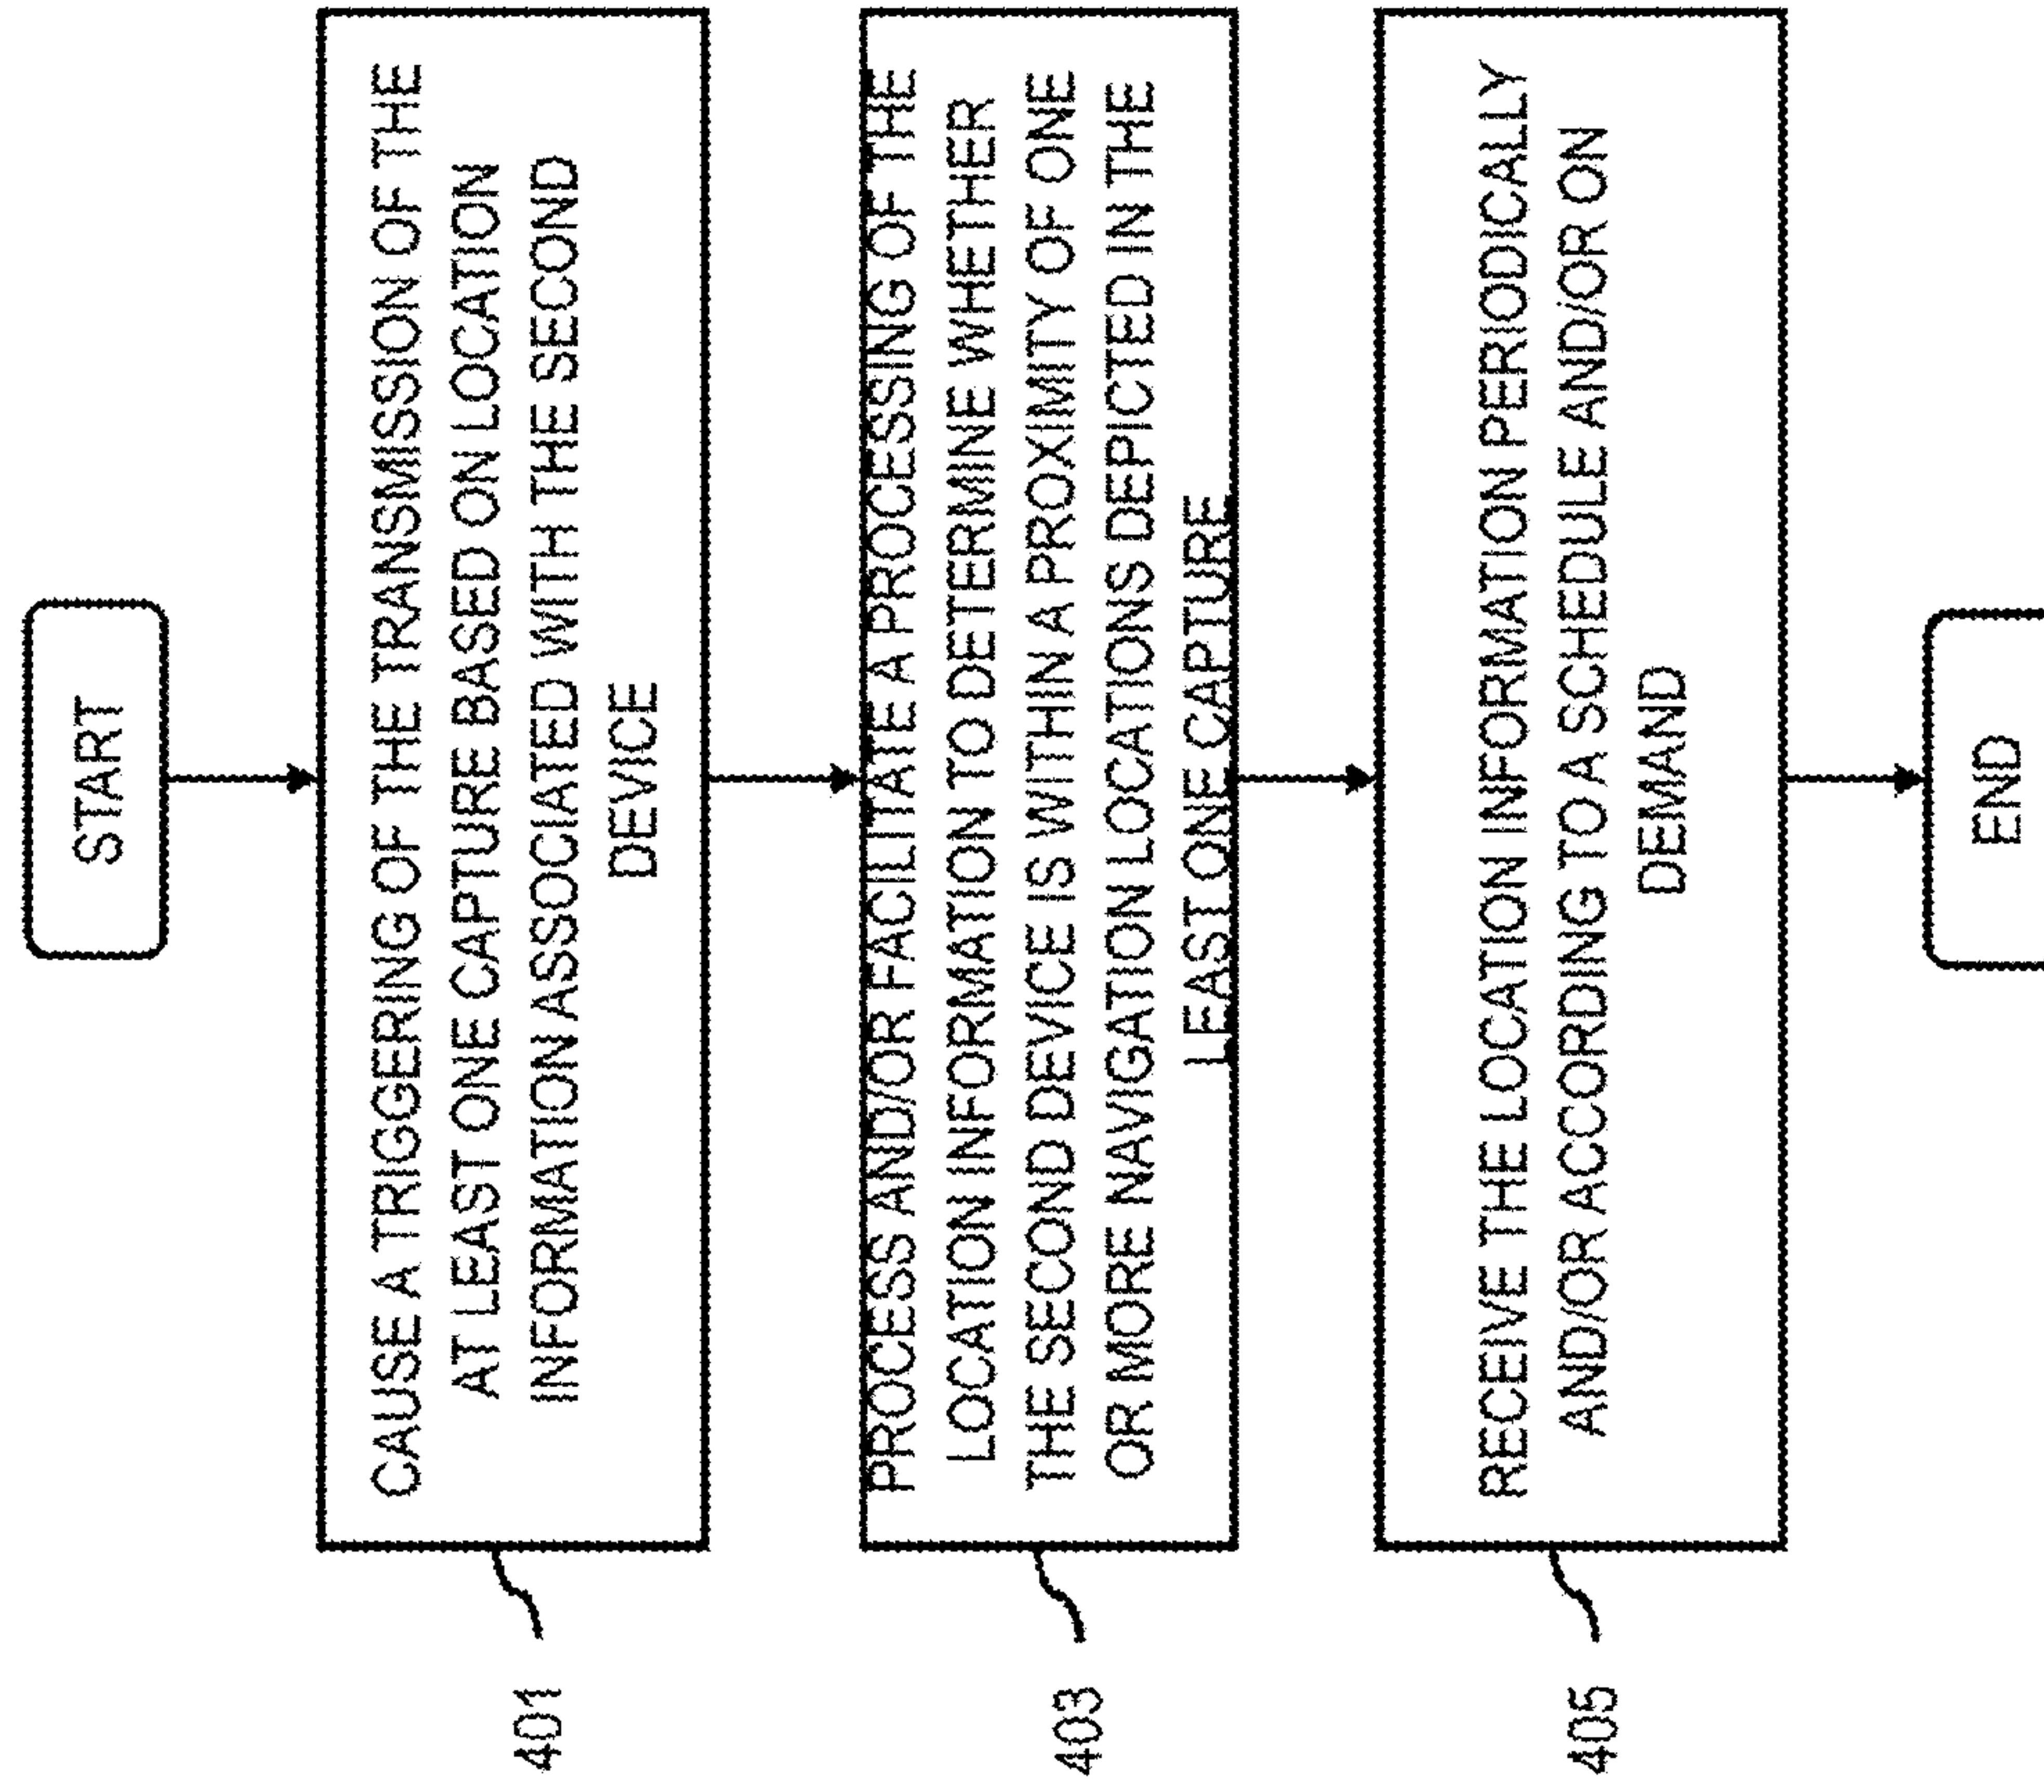 START
CAUSE A TRIGGERING OF THE TRANSMISSION OF THE
AT LEAST ONE CAPTURE BASED ON LOCATION
INFORMATION ASSOCIATED WITH THE SECOND
DEVICE
401
PROCESS AND/OR FACILITATE A PROCESSING OF THE
LOCATION INFORMATION TO DETERMINE WHETHER
THE SECOND DEVICE IS WITHIN A PROXIMITY OF ONE
OR MORE NAVIGATION LOCATIONS DEPICTED IN THE
LEAST ONE CAPTURE
403
RECEIVE THE LOCATION INFORMATION PERIODICALLY
AND/OR ACCORDING TO A SCHEDULE AND/OR ON
DEMAND
405
END